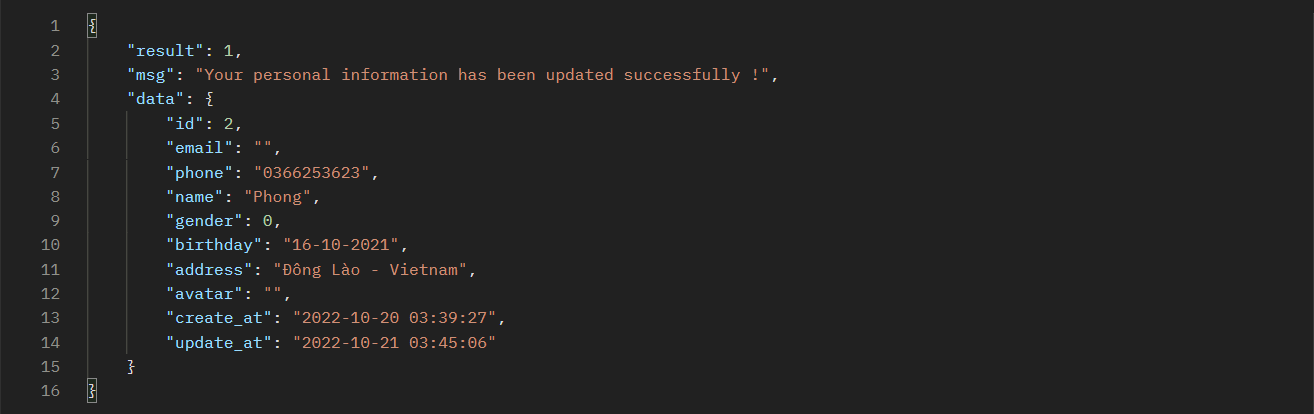 1 {
2 "result": 1,
3 "msg": "Your personal information has been updated successfully !",
4 "data": {
5 "id": 2,
6 "email": "",
7 "phone": "0366253623",
8 "name": "Phong",
9 "gender": 0,
10 "birthday": "16-10-2021",
11 "address": "Đông Lào - Vietnam",
12 "avatar": "",
13 "create_at": "2022-10-20 03:39:27",
14 "update_at": "2022-10-21 03:45:06"
15 }
16 }